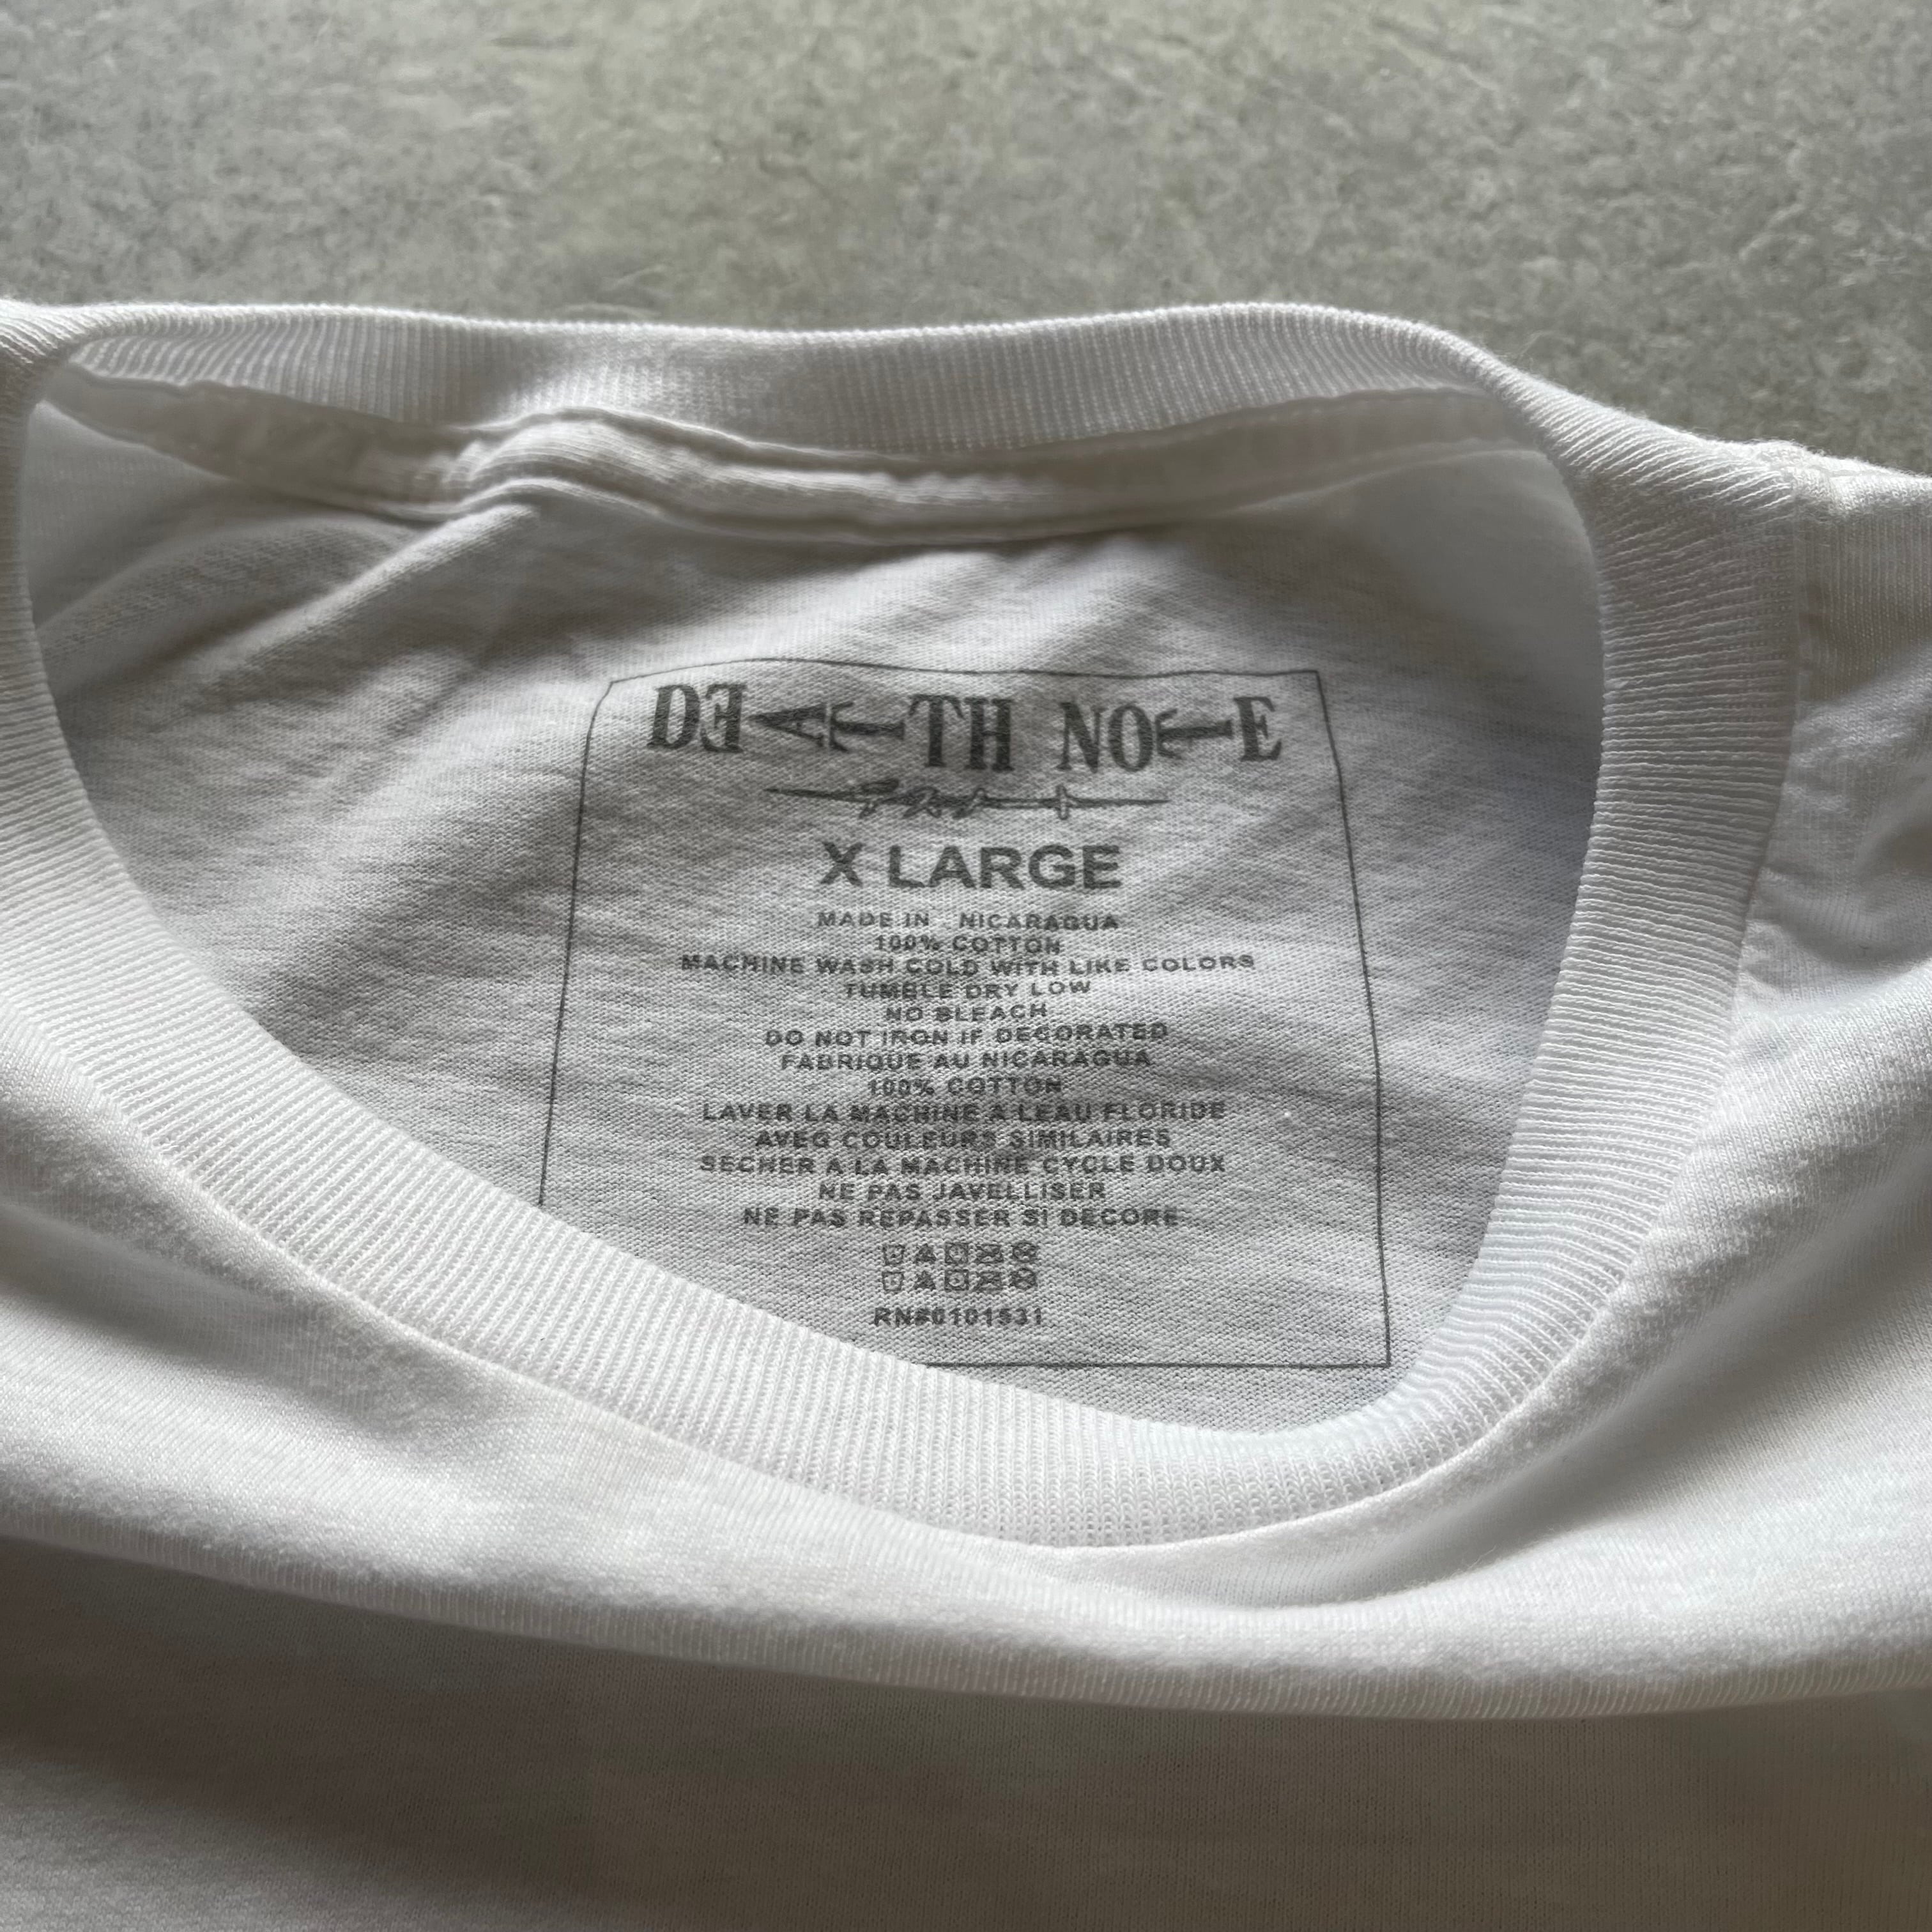 DEATH NOTE
X LARGE
MADE IN NICARAGUA
100% COTTON
MACHINE WASH COLD WITH LIKE COLORS
TUMBLE DRY LOW
NO BLEACH
DO NOT IRON IF DECORATED
FABRIQUE AU NICARAGUA
100% COTTON
LAVER LA MACHINE A LEAU FLORIDE
AVEC COULEURS SIMILAIRES
SECHER A LA MACHINE CYCLE DOUX
NE PAS JAVELLISER
NE PAS REPASSER SI DECORE
RN#0101531